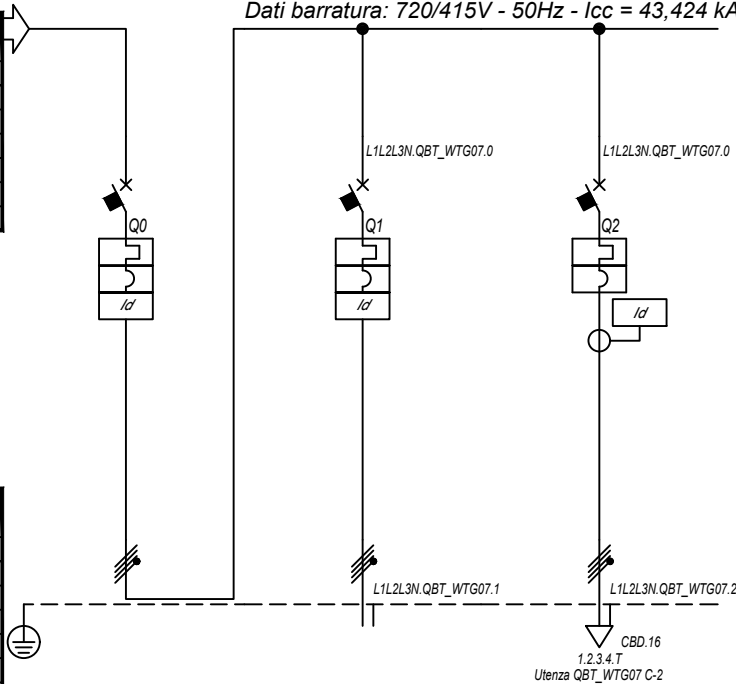 Dati barratura: 720/415V - 50Hz - Icc = 43,424 kA
L1L2L3N.QBT_WTG07.0
L1L2L3N.QBT_WTG07.0
Q0
Q1
Q2
Id
Id
Id
L1L2L3N.QBT_WTG07.1
L1L2L3N.QBT_WTG07.2
CBD.16
1.2.3.4.T
Utenza QBT_WTG07 C-2